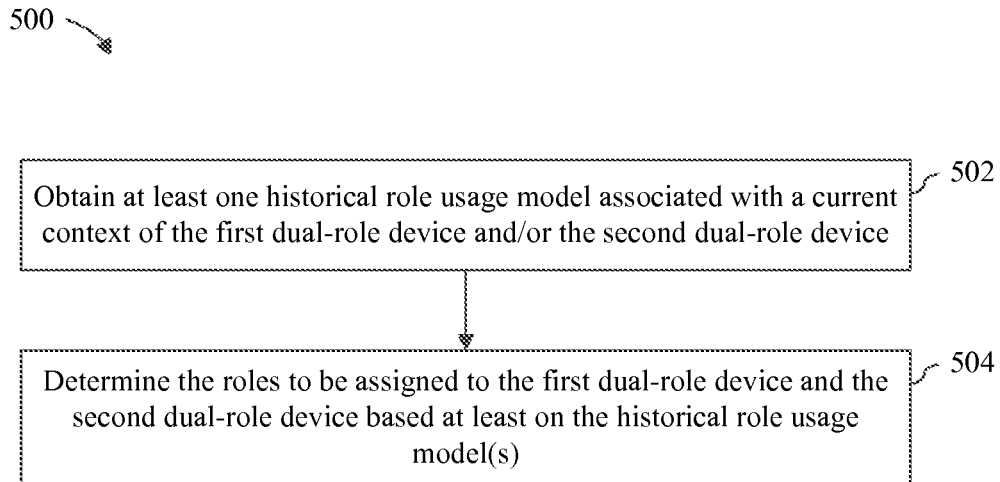 500
502
Obtain at least one historical role usage model associated with a current
context of the first dual-role device and/or the second dual-role device
504
Determine the roles to be assigned to the first dual-role device and the
second dual-role device based at least on the historical role usage
model(s)